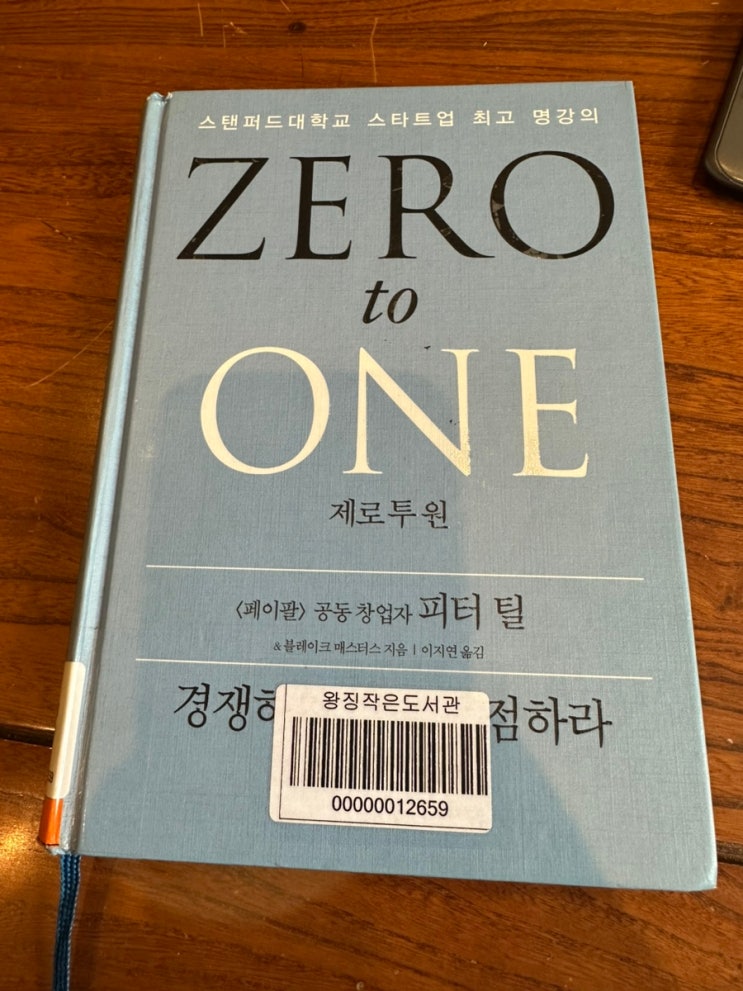 스탠퍼드대학교 스타트업 최고 명강의
ZERO
to
ONE
제로 투 원
〈페이팔〉 공동 창업자 피터 틸
& 블레이크 매스터스 지음 | 이지연 옮김
점하라
왕징작은도서관
00000012659